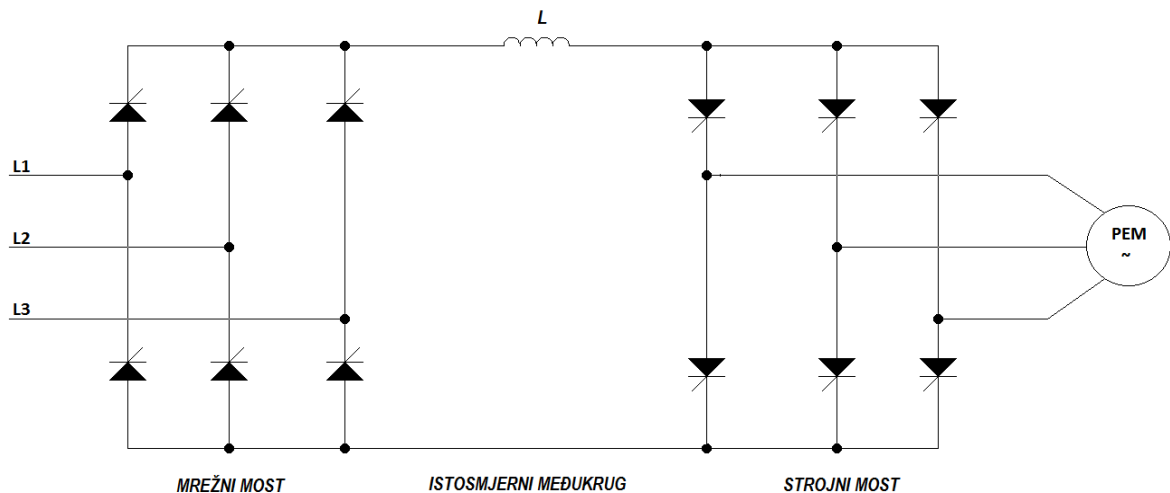 L
L1
L2
L3
PEM
~
MREŽNI MOST
ISTOSMJERNI MEĐUKRUG
STROJNI MOST